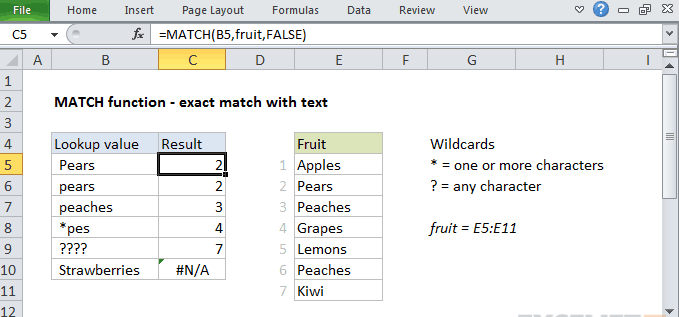 File Home Insert Page Layout Formulas Data Review View
C5 fx =MATCH(B5,fruit,FALSE)
A B C D E F G H I
1
2 MATCH function - exact match with text
3
4 Lookup value Result Fruit Wildcards
5 Pears 2 1 Apples * = one or more characters
6 pears 2 2 Pears ? = any character
7 peaches 3 3 Peaches
8 *pes 4 4 Grapes fruit = E5:E11
9 ???? 7 5 Lemons
10 Strawberries #N/A 6 Peaches
11 7 Kiwi
12